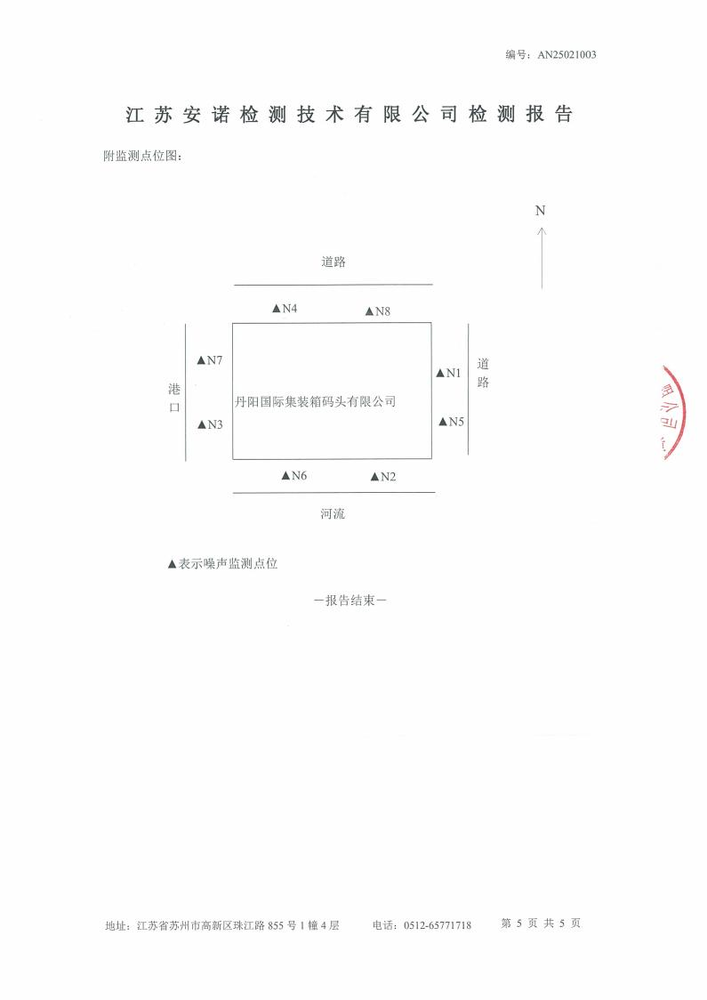 编号：AN25021003
江苏安诺检测技术有限公司检测报告
附监测点位图：
N
道路
▲N4
▲N8
▲N7
▲N1
道路
港口
丹阳国际集装箱码头有限公司
▲N3
▲N5
▲N6
▲N2
河流
▲表示噪声监测点位
－报告结束－
地址：江苏省苏州市高新区珠江路 855 号 1 幢 4 层 电话：0512-65771718 第 5 页 共 5 页